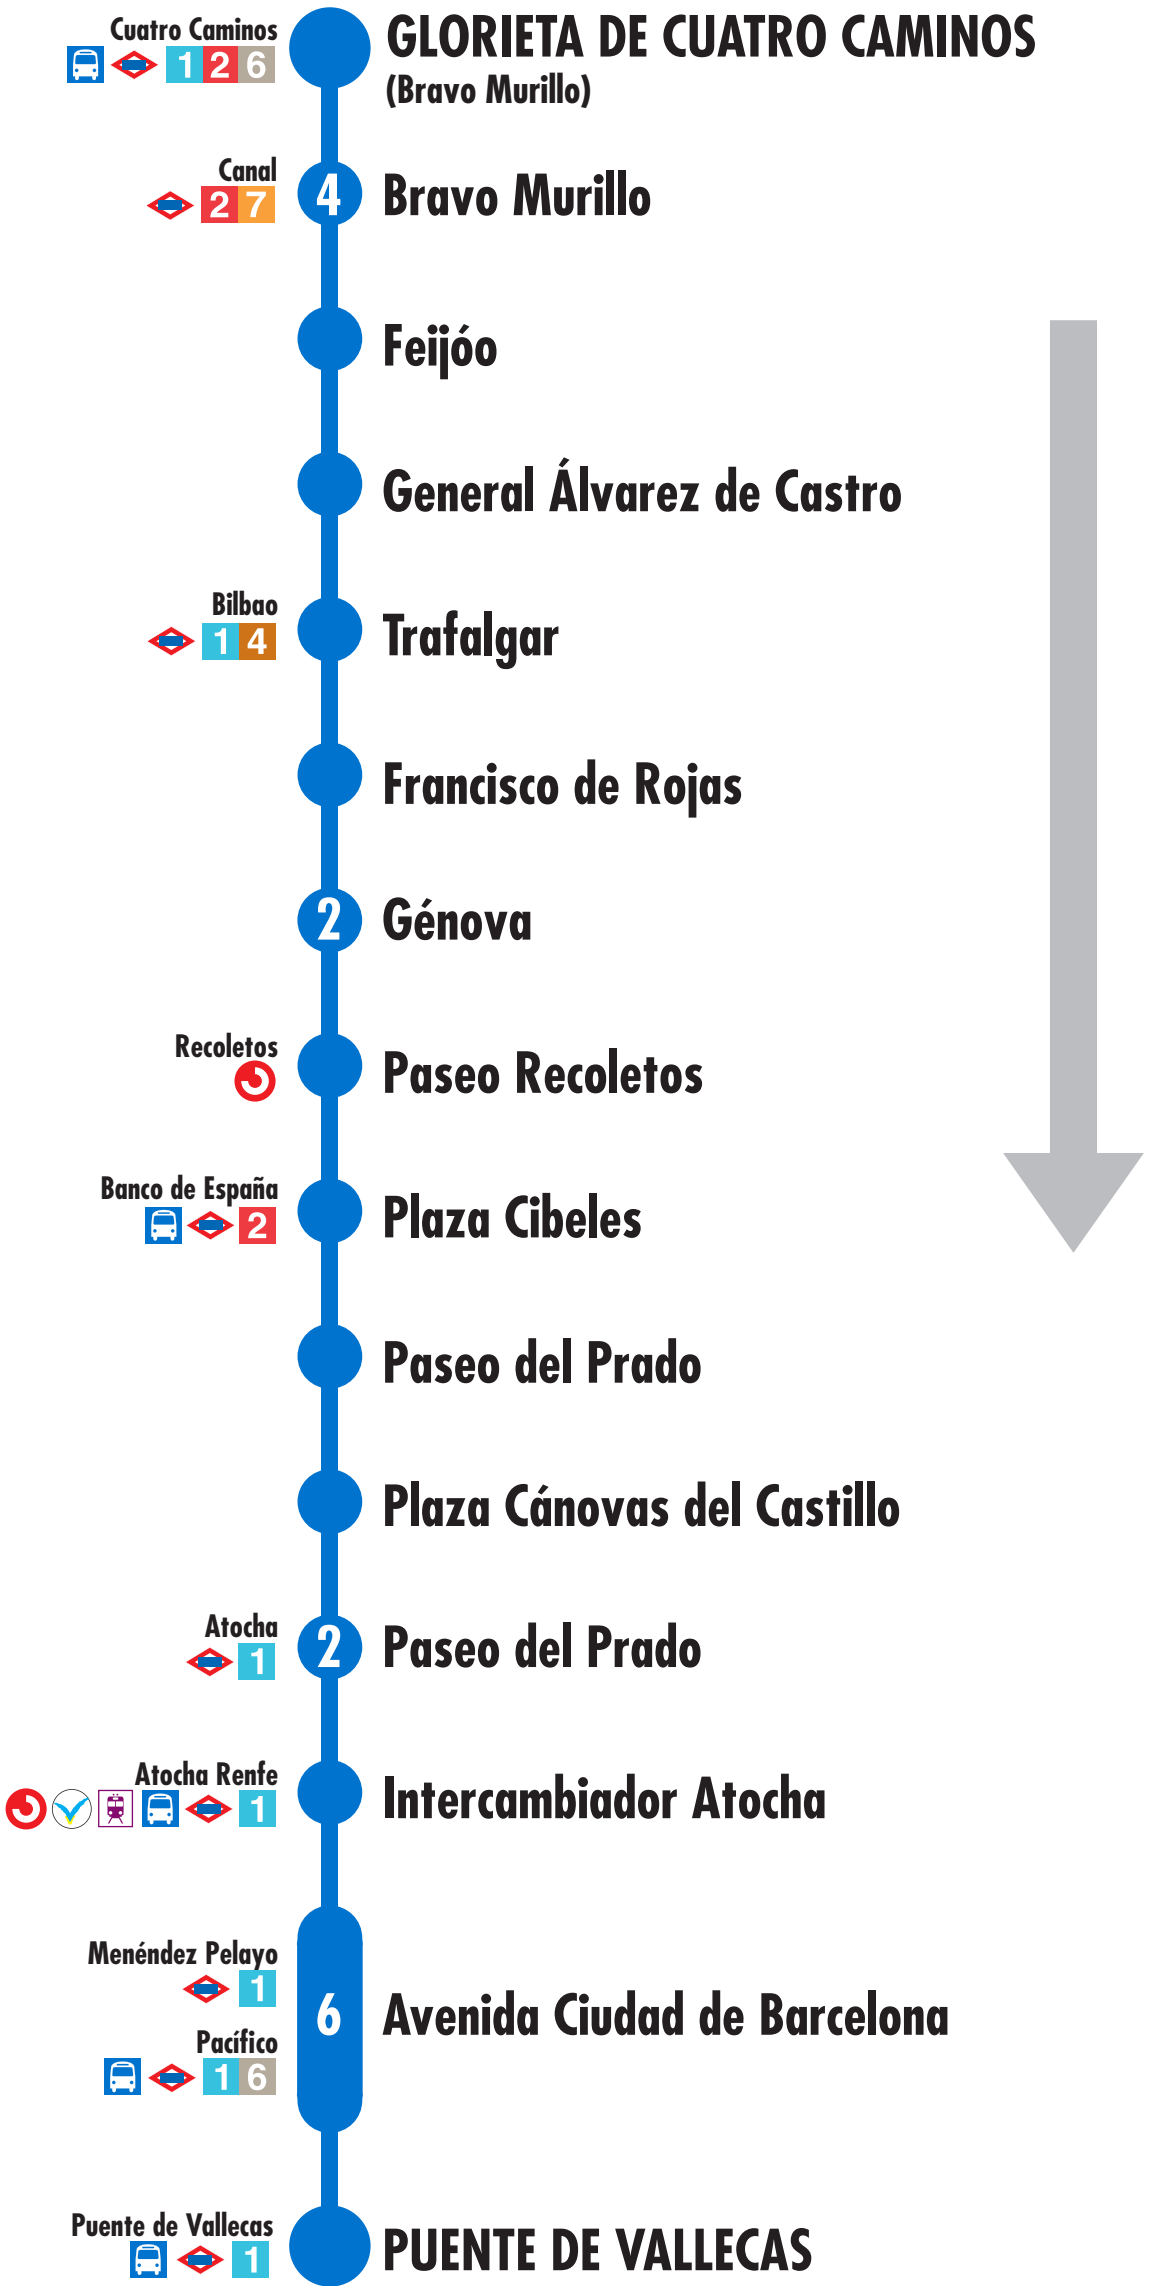 Cuatro Caminos
1 2 6
GLORIETA DE CUATRO CAMINOS
(Bravo Murillo)
Canal
2 7
4
Bravo Murillo
Feijóo
General Álvarez de Castro
Bilbao
1 4
Trafalgar
Francisco de Rojas
2
Génova
Recoletos
Paseo Recoletos
Banco de España
2
Plaza Cibeles
Paseo del Prado
Plaza Cánovas del Castillo
Atocha
1
2
Paseo del Prado
Atocha Renfe
1
Intercambiador Atocha
Menéndez Pelayo
1
Pacífico
1 6
6
Avenida Ciudad de Barcelona
Puente de Vallecas
1
PUENTE DE VALLECAS